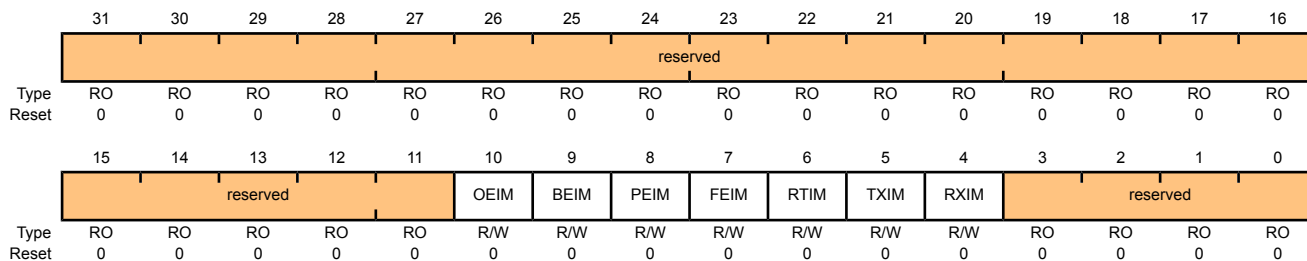 31 30 29 28 27 26 25 24 23 22 21 20 19 18 17 16
reserved
Type RO RO RO RO RO RO RO RO RO RO RO RO RO RO RO RO
Reset 0 0 0 0 0 0 0 0 0 0 0 0 0 0 0 0
15 14 13 12 11 10 9 8 7 6 5 4 3 2 1 0
reserved OEIM BEIM PEIM FEIM RTIM TXIM RXIM reserved
Type RO RO RO RO RO R/W R/W R/W R/W R/W R/W R/W RO RO RO RO
Reset 0 0 0 0 0 0 0 0 0 0 0 0 0 0 0 0